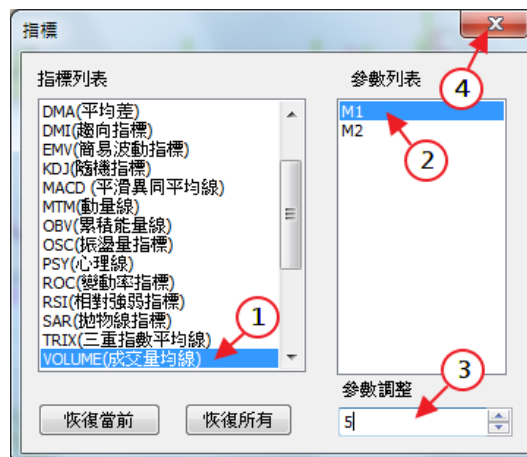 指標
指標列表
DMA(平均差)
DMI(趨向指標)
EMV(簡易波動指標)
KDJ(隨機指標)
MACD (平滑異同平均線)
MTM(動量線)
OBV(累積能量線)
OSC(振盪量指標)
PSY(心理線)
ROC(變動率指標)
RSI(相對強弱指標)
SAR(拋物線指標)
TRIX(三重指數平均線)
VOLUME(成交量均線)
1
恢復當前
恢復所有
參數列表
4
M1
M2
2
3
參數調整
5